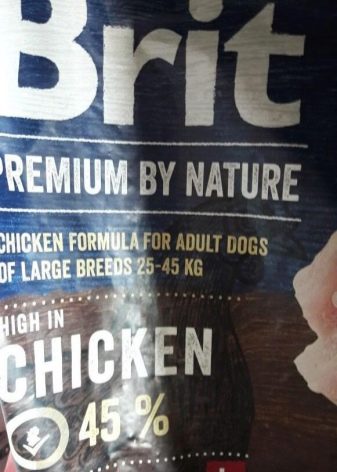 Brit
PREMIUM BY NATURE
CHICKEN FORMULA FOR ADULT DOGS
OF LARGE BREEDS 25-45 KG
HIGH IN
CHICKEN
45 %